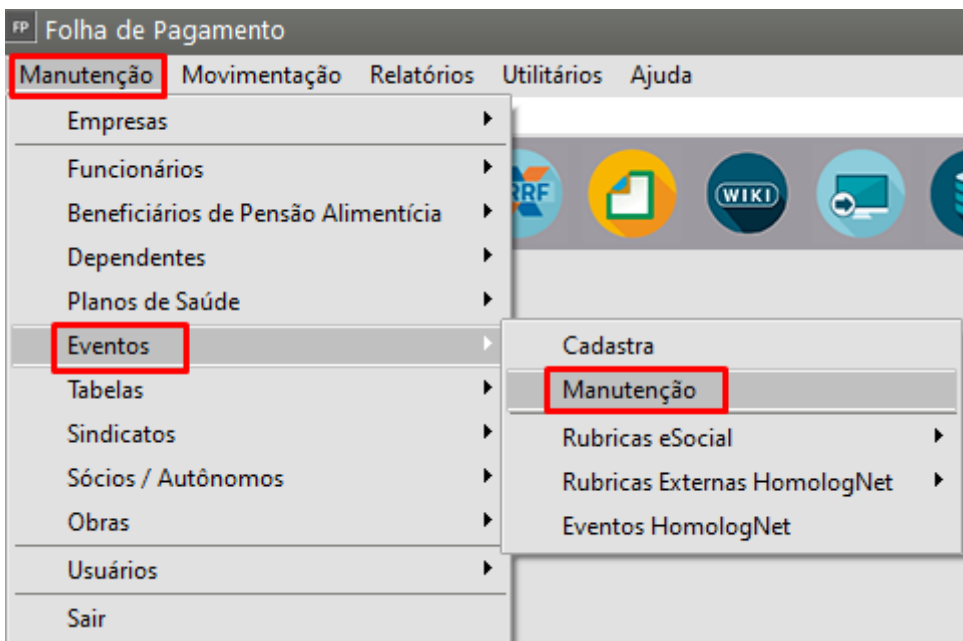 FP Folha de Pagamento
Manutenção Movimentação Relatórios Utilitários Ajuda
Empresas
Funcionários
RRF
WIKI
Beneficiários de Pensão Alimentícia
Dependentes
Planos de Saúde
Eventos
Cadastra
Tabelas
Manutenção
Sindicatos
Rubricas eSocial
Sócios / Autônomos
Rubricas Externas HomologNet
Obras
Eventos HomologNet
Usuários
Sair